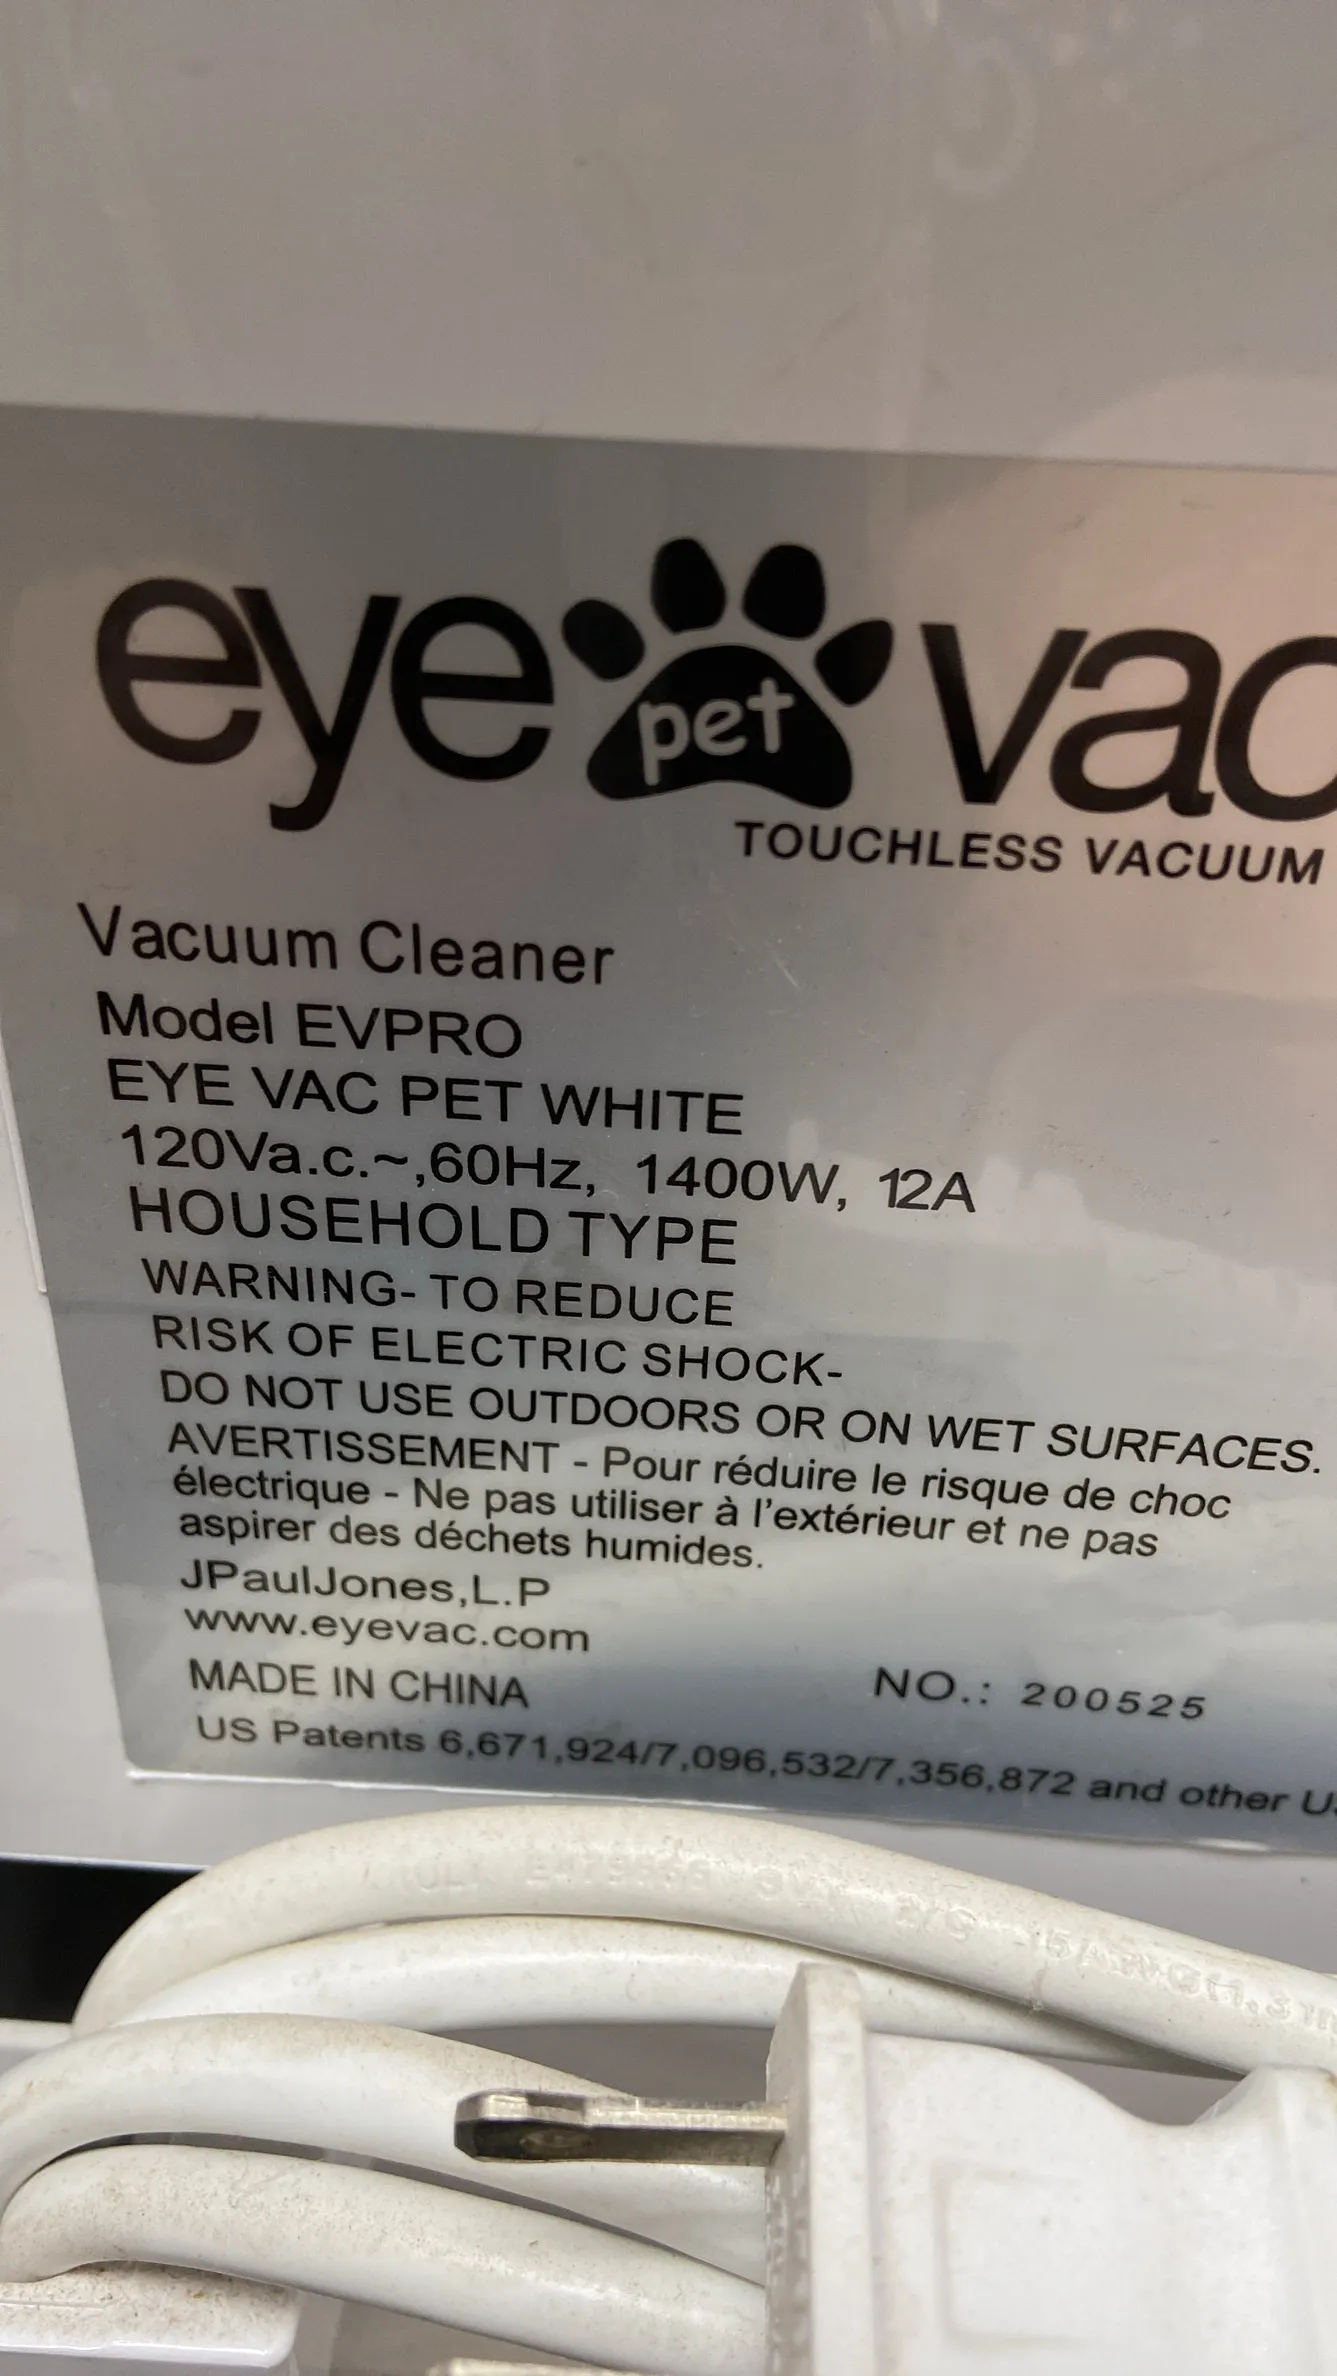 eye pet vac
TOUCHLESS VACUUM
Vacuum Cleaner
Model EVPRO
EYE VAC PET WHITE
120Va.c.~,60Hz, 1400W, 12A
HOUSEHOLD TYPE
WARNING- TO REDUCE
RISK OF ELECTRIC SHOCK-
DO NOT USE OUTDOORS OR ON WET SURFACES.
AVERTISSEMENT - Pour réduire le risque de choc
électrique - Ne pas utiliser à l'extérieur et ne pas
aspirer des déchets humides.
JPaulJones,L.P
www.eyevac.com
MADE IN CHINA
NO.: 200525
US Patents 6,671,924/7,096,532/7,356,872 and other